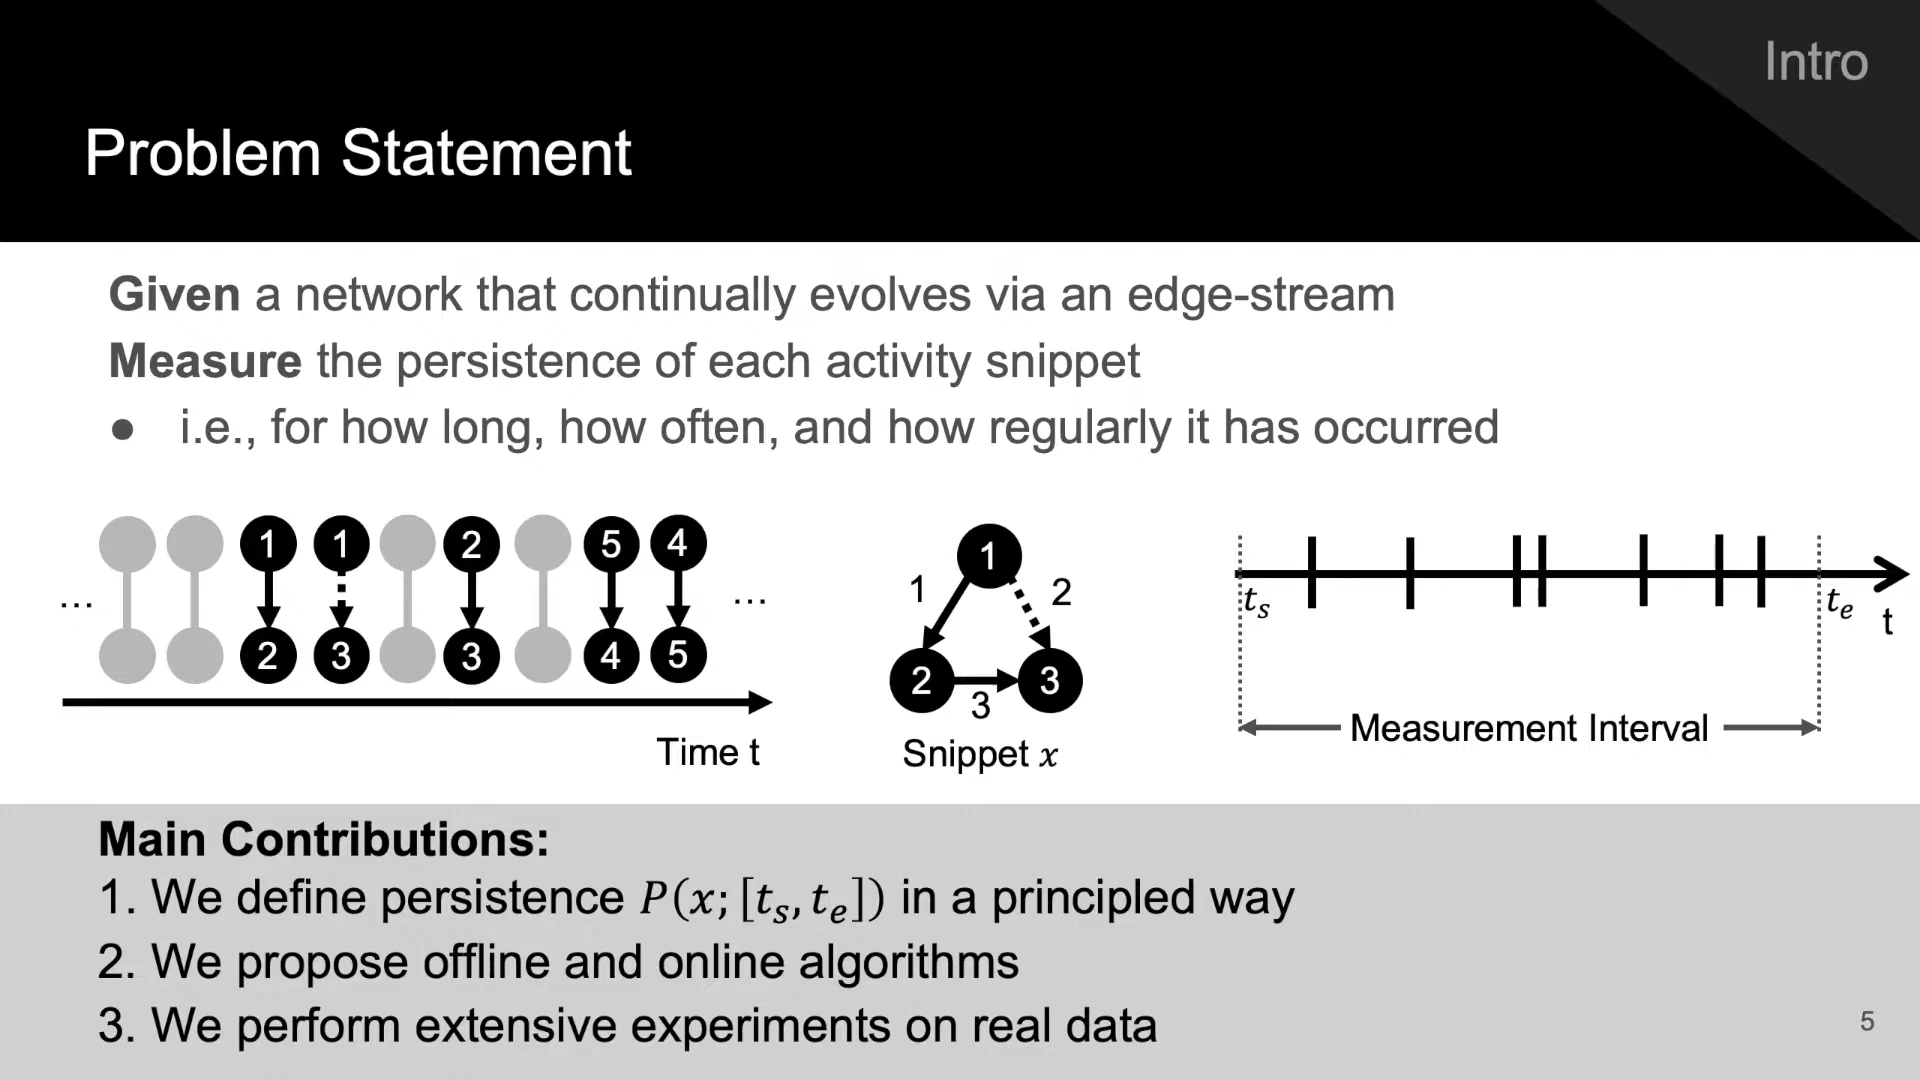 Intro
Problem Statement
Given a network that continually evolves via an edge-stream
Measure the persistence of each activity snippet
● i.e., for how long, how often, and how regularly it has occurred
... 1 1 2 5 4 ...
2 3 3 4 5
Time t
1
1 2
2 3
3
Snippet x
t_s t_e t
Measurement Interval
Main Contributions:
1. We define persistence P(x; [t_s, t_e]) in a principled way
2. We propose offline and online algorithms
3. We perform extensive experiments on real data
5